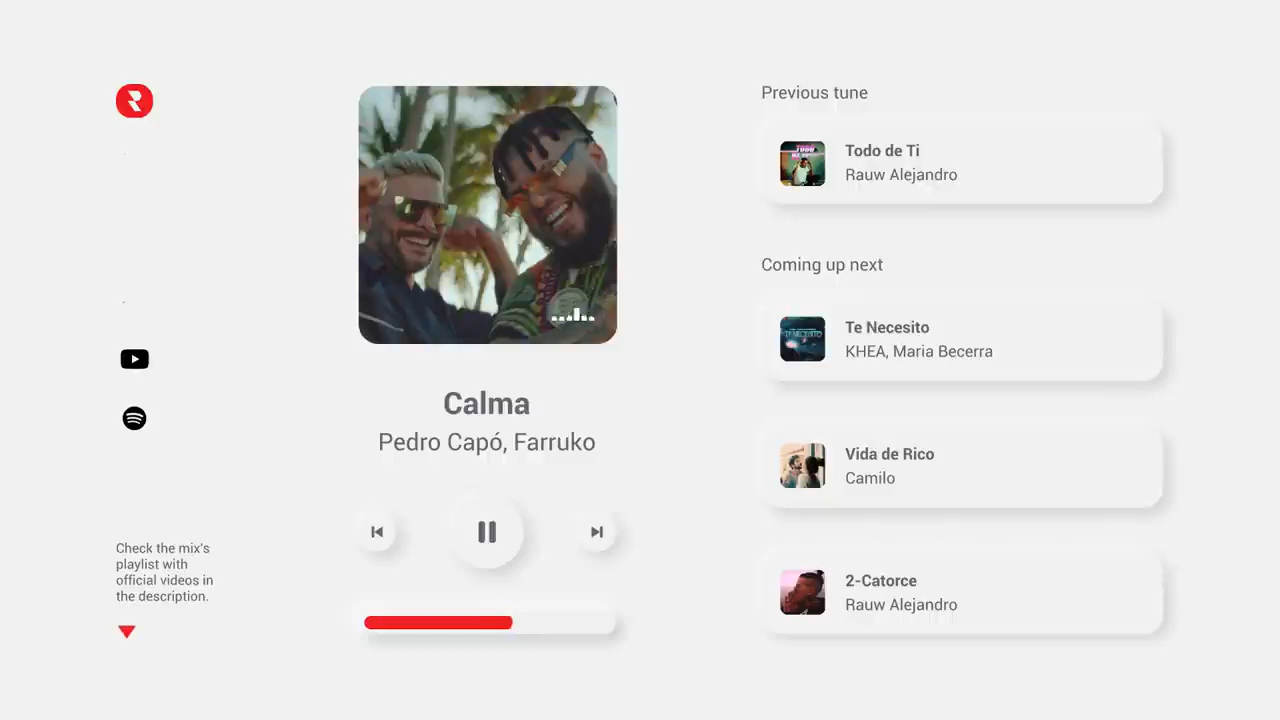 Check the mix's
playlist with
official videos in
the description.
Calma
Pedro Capó, Farruko
Previous tune
Todo de Ti
Rauw Alejandro
Coming up next
Te Necesito
KHEA, Maria Becerra
Vida de Rico
Camilo
2-Catorce
Rauw Alejandro